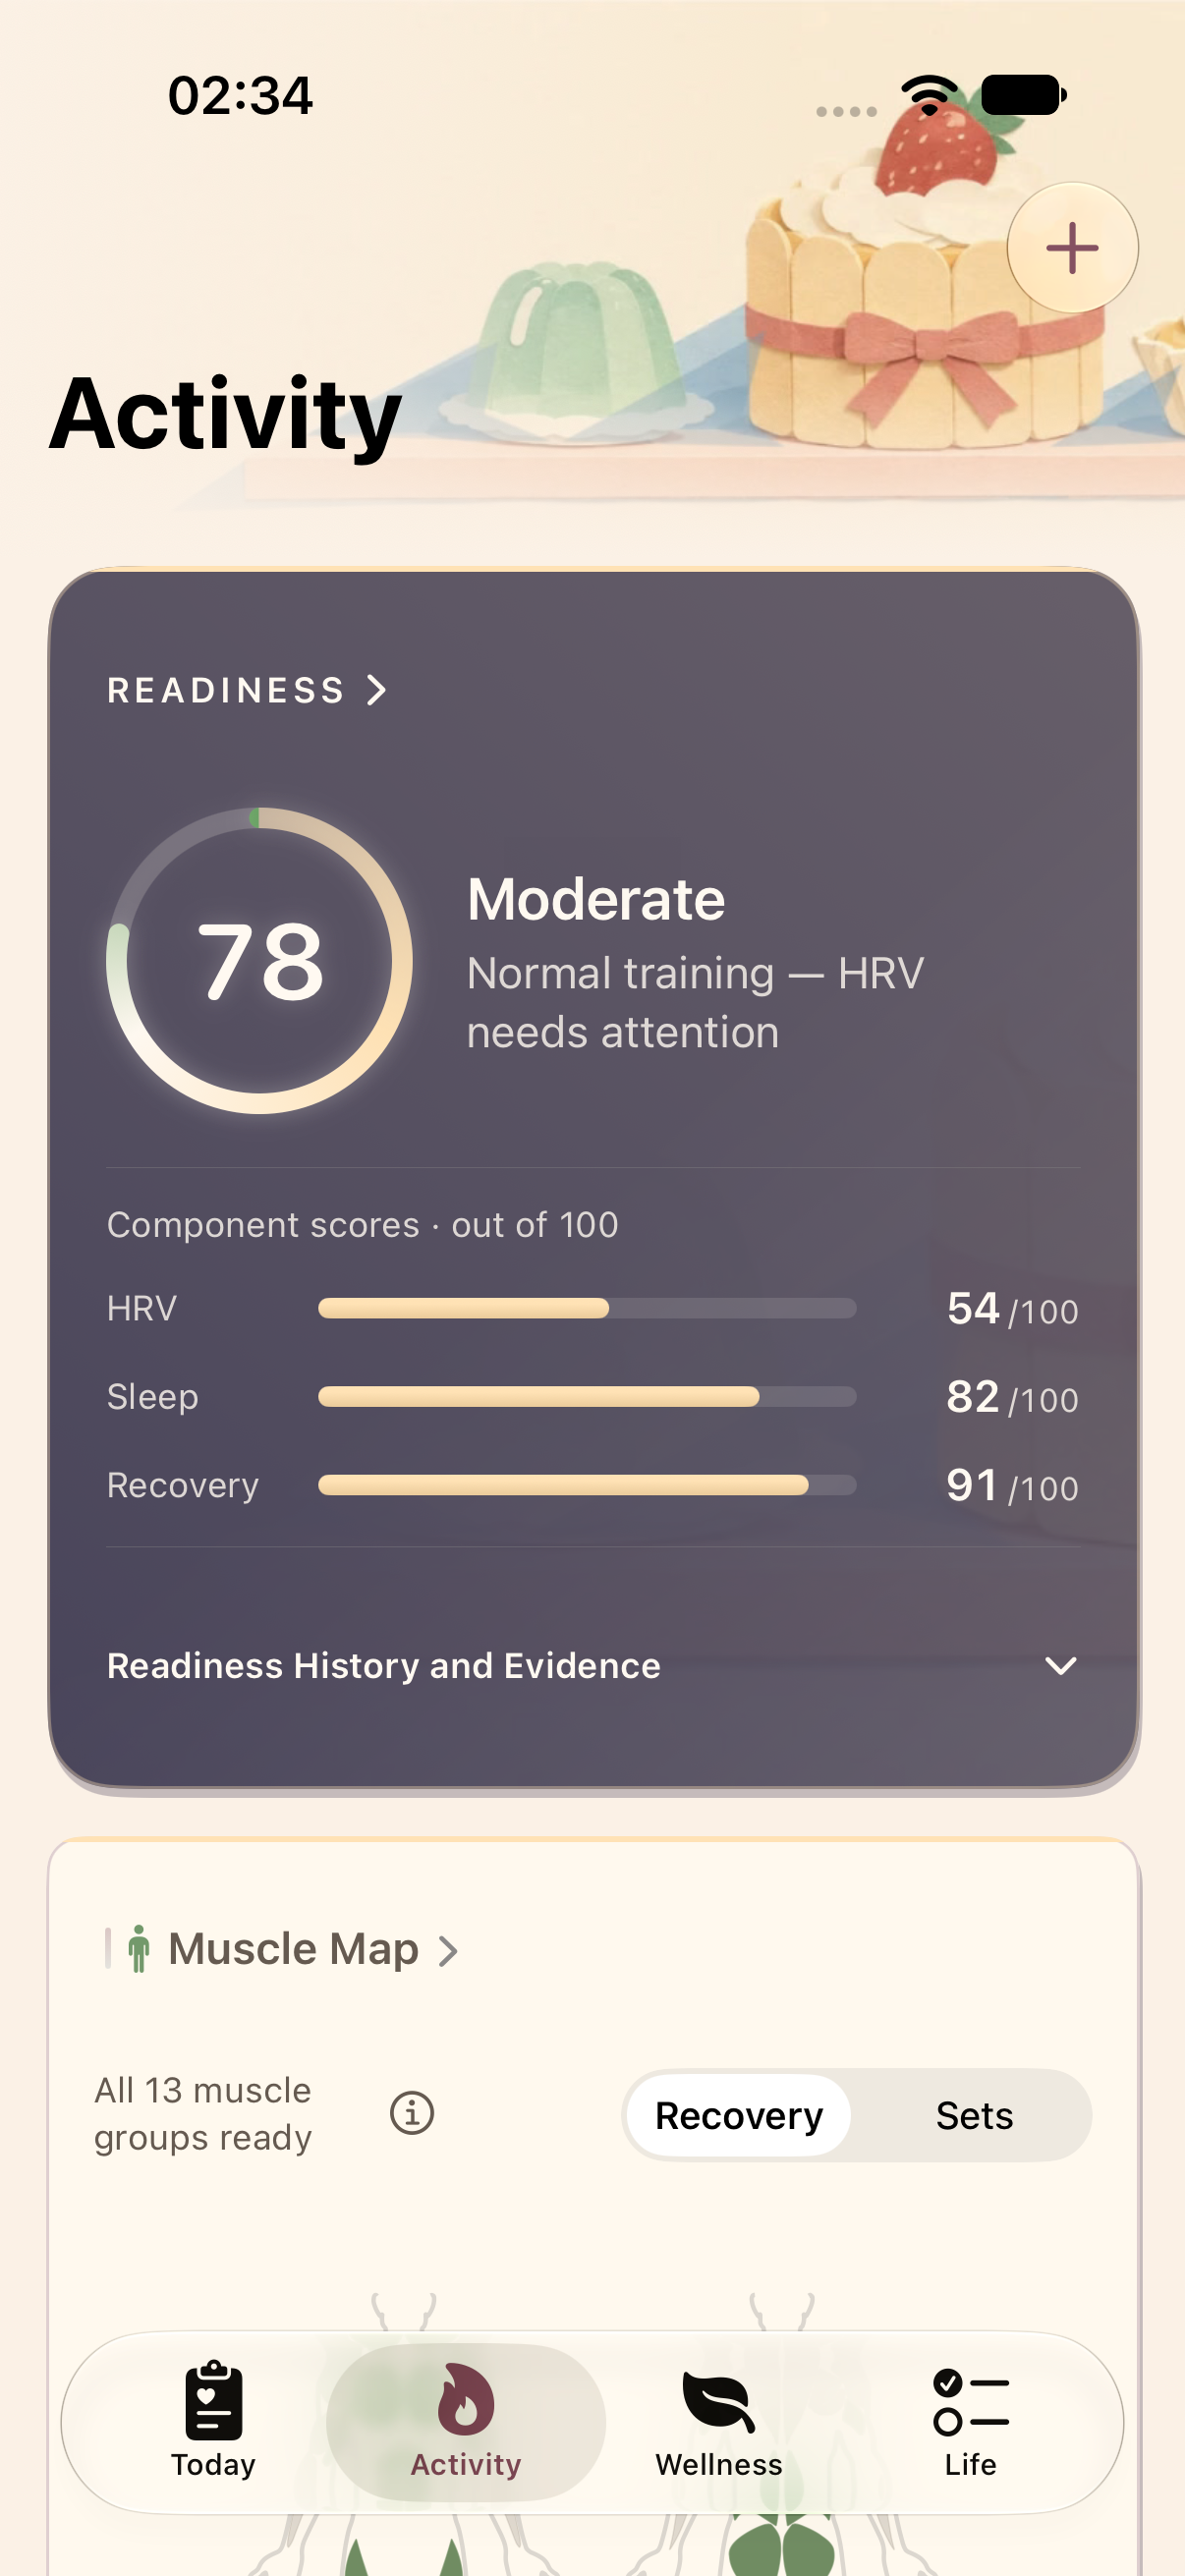 02:34
Activity
READINESS
78
Moderate
Normal training — HRV
needs attention
Component scores · out of 100
HRV 54 /100
Sleep 82 /100
Recovery 91 /100
Readiness History and Evidence
Muscle Map
All 13 muscle
groups ready
Recovery Sets
Today Activity Wellness Life